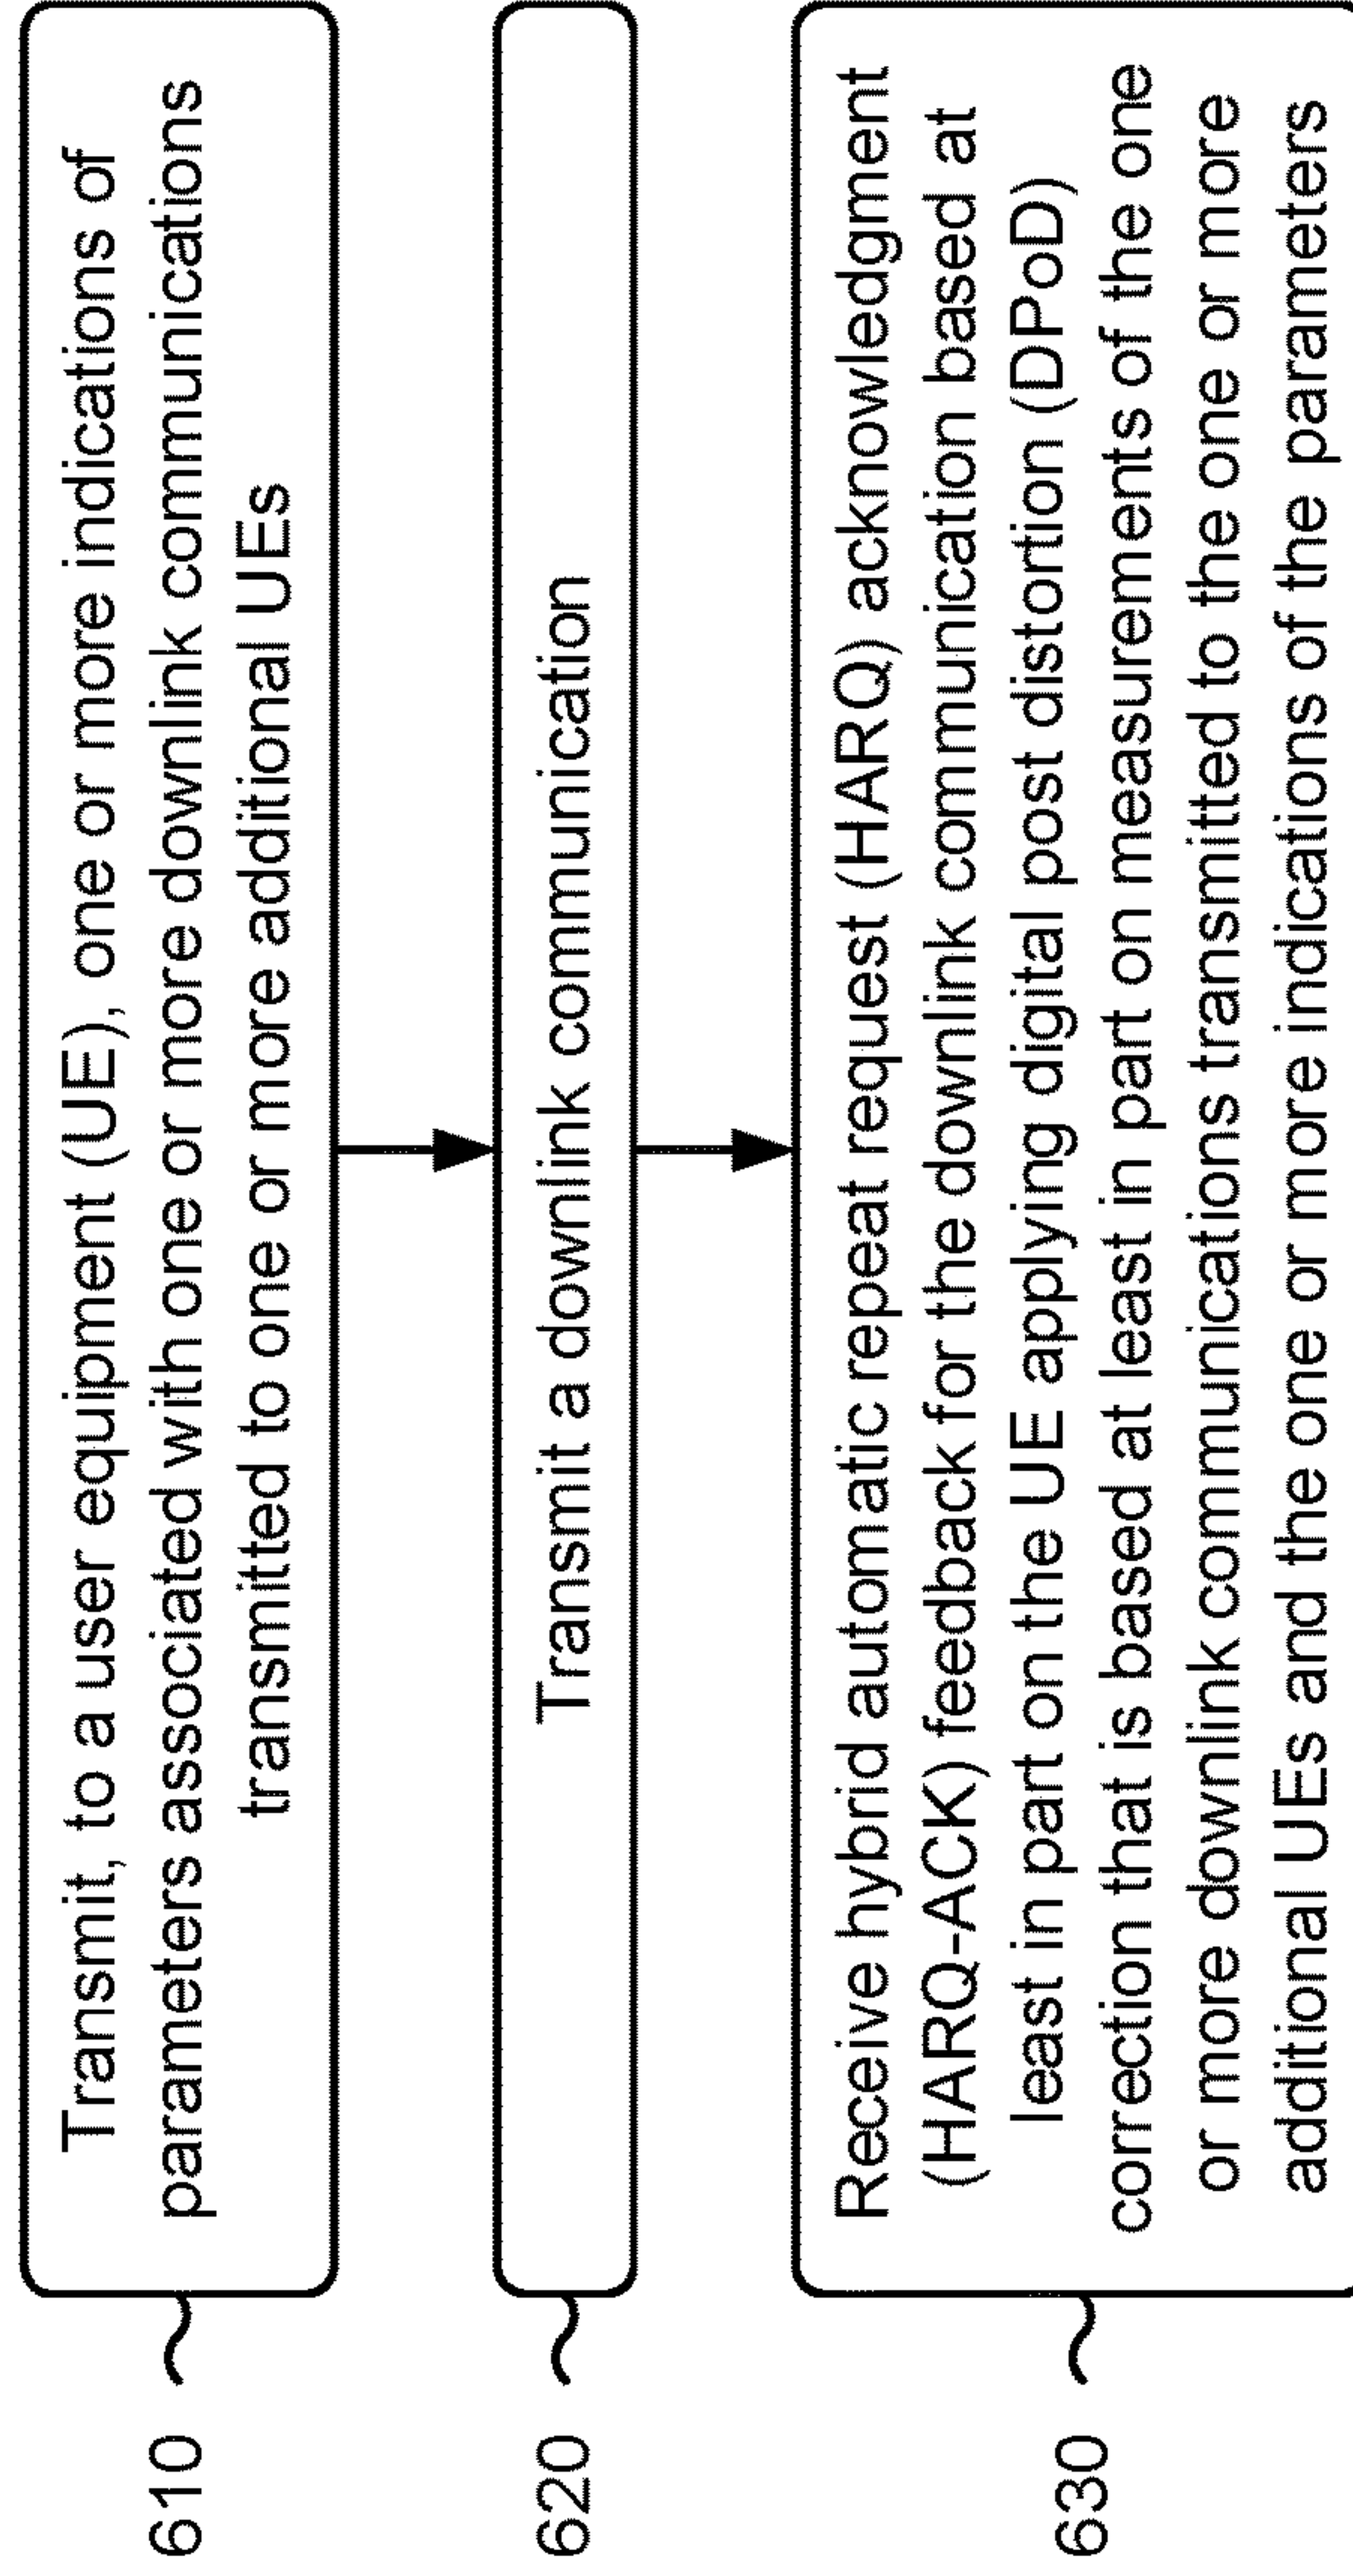 610
Transmit, to a user equipment (UE), one or more indications of
parameters associated with one or more downlink communications
transmitted to one or more additional UEs
620
Transmit a downlink communication
630
Receive hybrid automatic repeat request (HARQ) acknowledgment
(HARQ-ACK) feedback for the downlink communication based at
least in part on the UE applying digital post distortion (DPoD)
correction that is based at least in part on measurements of the one
or more downlink communications transmitted to the one or more
additional UEs and the one or more indications of the parameters